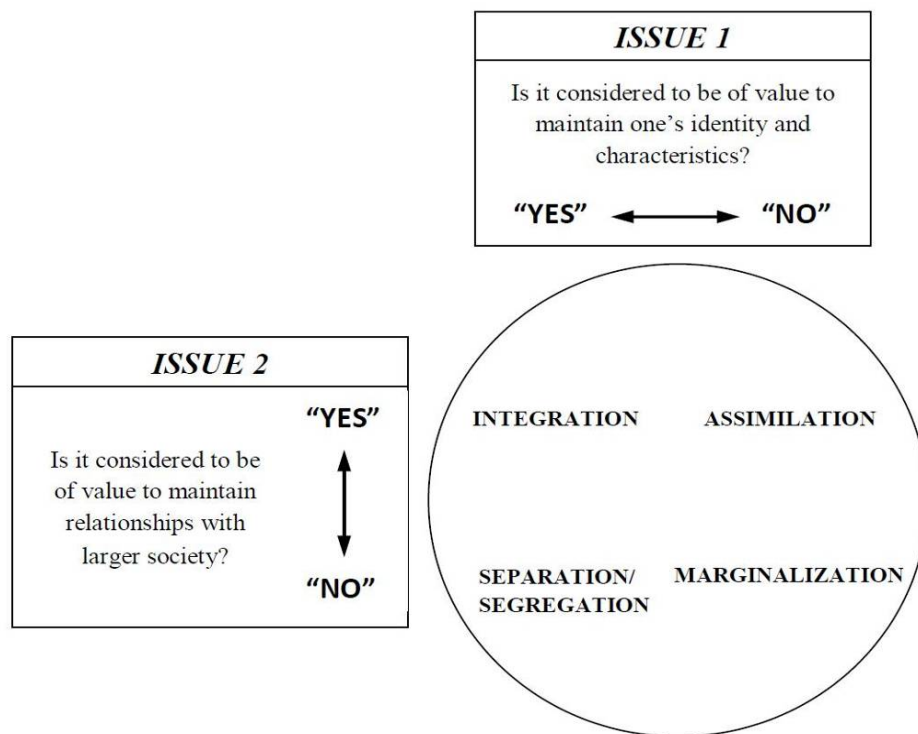 ISSUE 1
Is it considered to be of value to
maintain one’s identity and
characteristics?
“YES” “NO”
ISSUE 2
“YES”
Is it considered to be
of value to maintain
relationships with
larger society?
“NO”
INTEGRATION ASSIMILATION
SEPARATION/ MARGINALIZATION
SEGREGATION